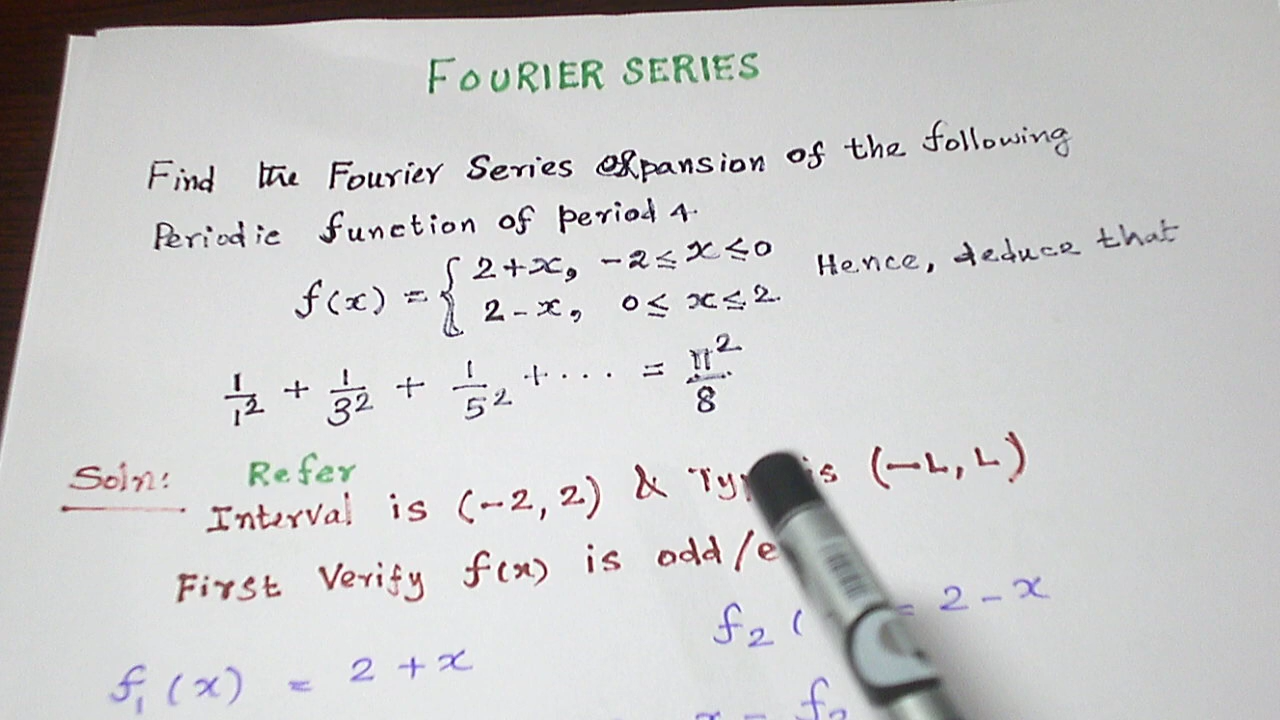 FOURIER SERIES
Find the Fourier Series expansion of the following
Periodic function of period 4.
f(x) = { 2+x, -2 ≤ x ≤ 0
2-x, 0 ≤ x ≤ 2 Hence, deduce that
1/1² + 1/3² + 1/5² + ... = π²/8
Soln: Refer
Interval is (-2, 2) & is (-L, L)
First Verify f(x) is odd/
f₁(x) = 2+x
f₂( = 2-x